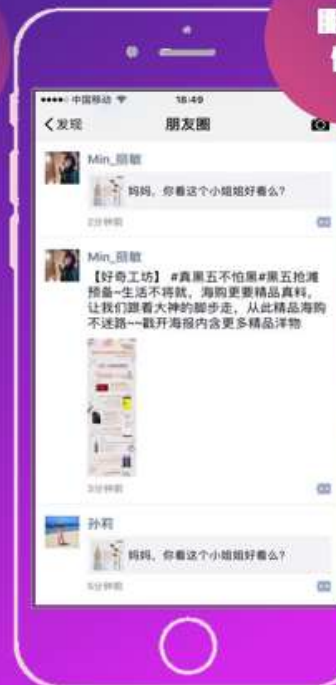 中国移动
18:49
发现
朋友圈
Min_丽敏
妈妈，你看这个小姐姐好看么？
2分钟前
Min_丽敏
【好奇工坊】 #真黑五不怕黑#黑五抢滩
预备~生活不将就，海购更要精品真料，
让我们跟着大神的脚步走，从此精品海购
不迷路~~戳开海报内含更多精品洋物
3分钟前
孙莉
妈妈，你看这个小姐姐好看么？
5分钟前